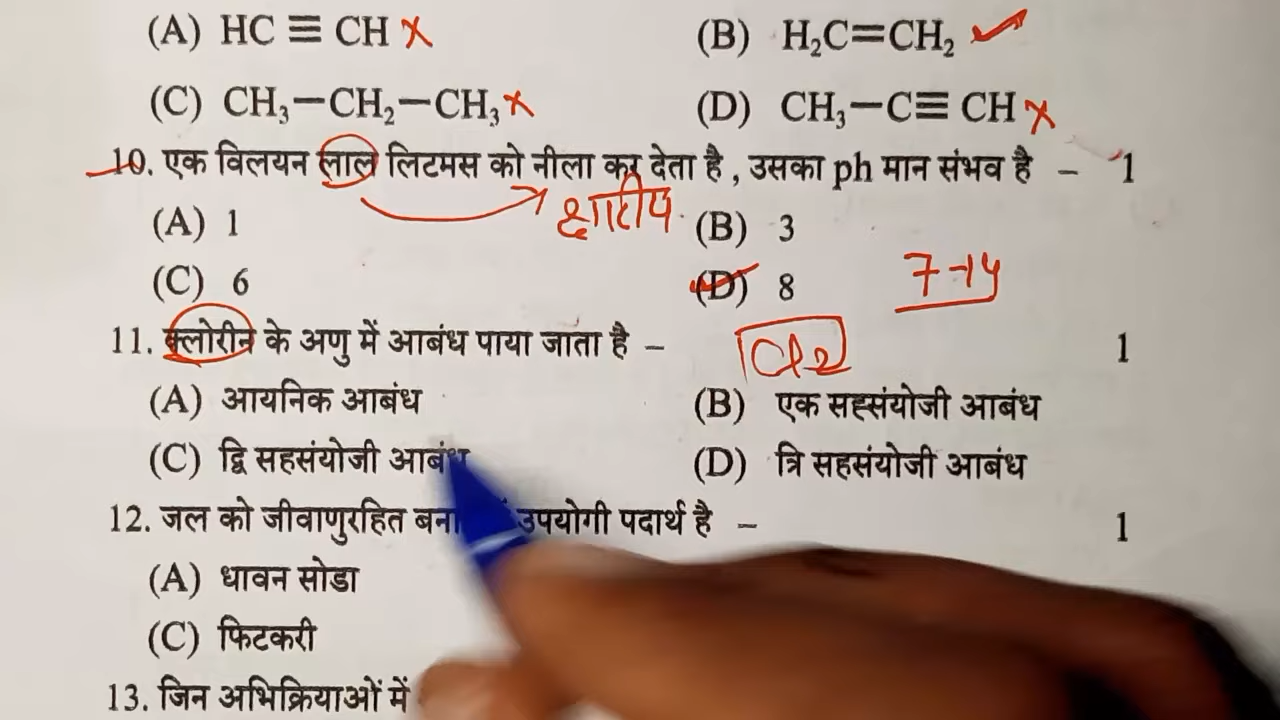 (A) HC ≡ CH × (B) H₂C=CH₂ ✓
(C) CH₃−CH₂−CH₃ × (D) CH₃−C≡ CH ×
10. एक विलयन लाल लिटमस को नीला कर देता है , उसका ph मान संभव है – 1
क्षारीय
(A) 1 (B) 3
(C) 6 (D) 8 7-14
11. क्लोरीन के अणु में आबंध पाया जाता है – Cl2 1
(A) आयनिक आबंध (B) एक सह्संयोजी आबंध
(C) द्वि सहसंयोजी आबंध (D) त्रि सहसंयोजी आबंध
12. जल को जीवाणुरहित उपयोगी पदार्थ है – 1
(A) धावन सोडा
(C) फिटकरी
13. जिन अभिक्रियाओं में